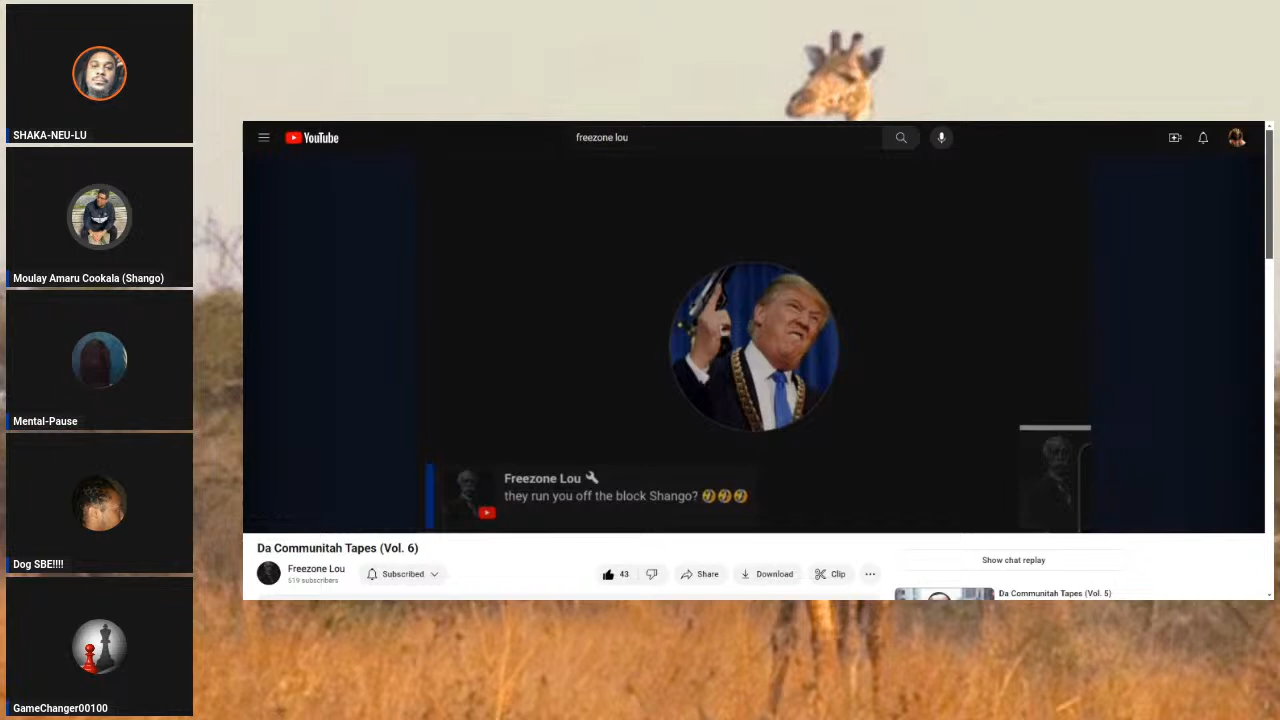 SHAKA-NEU-LU
Moulay Amaru Cookala (Shango)
Mental-Pause
Dog SBE!!!!
GameChanger00100
YouTube
freezone lou
Freezone Lou
they run you off the block Shango? 🤣🤣🤣
Da Communitah Tapes (Vol. 6)
Freezone Lou
519 subscribers
Subscribed
43
Share
Download
Clip
Show chat replay
Da Communitah Tapes (Vol. 5)